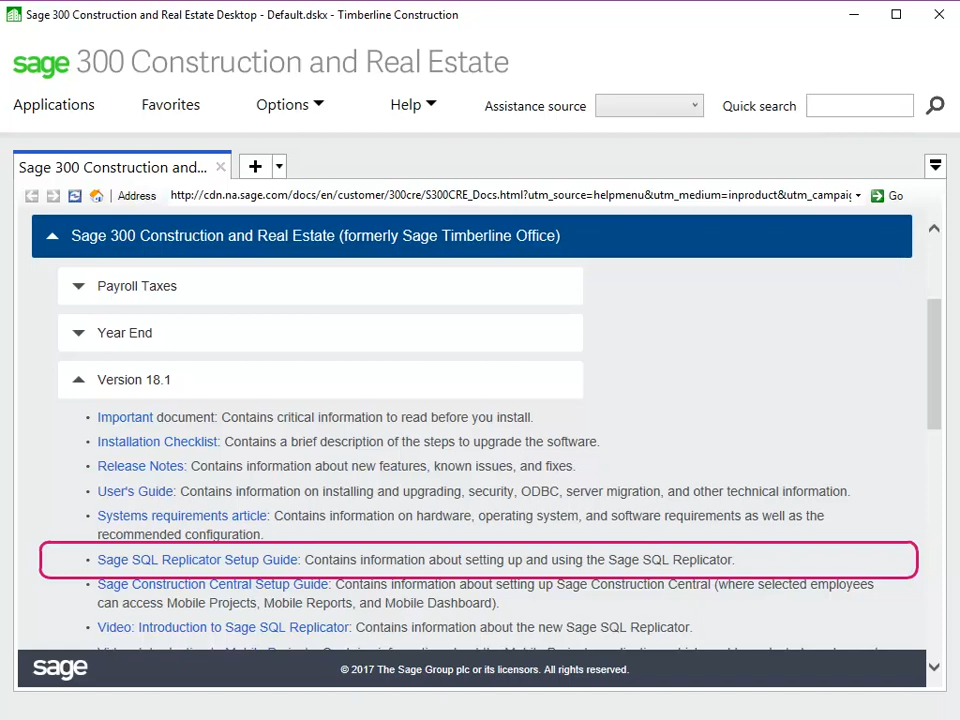 Sage 300 Construction and Real Estate Desktop - Default.dskx - Timberline Construction
sage 300 Construction and Real Estate
Applications Favorites Options Help Assistance source Quick search
Sage 300 Construction and...
Address http://cdn.na.sage.com/docs/en/customer/300cre/S300CRE_Docs.html?utm_source=helpmenu&utm_medium=inproduct&utm_campaig Go
Sage 300 Construction and Real Estate (formerly Sage Timberline Office)
Payroll Taxes
Year End
Version 18.1
• Important document: Contains critical information to read before you install.
• Installation Checklist: Contains a brief description of the steps to upgrade the software.
• Release Notes: Contains information about new features, known issues, and fixes.
• User's Guide: Contains information on installing and upgrading, security, ODBC, server migration, and other technical information.
• Systems requirements article: Contains information on hardware, operating system, and software requirements as well as the
recommended configuration.
• Sage SQL Replicator Setup Guide: Contains information about setting up and using the Sage SQL Replicator.
• Sage Construction Central Setup Guide: Contains information about setting up Sage Construction Central (where selected employees
can access Mobile Projects, Mobile Reports, and Mobile Dashboard).
• Video: Introduction to Sage SQL Replicator: Contains information about the new Sage SQL Replicator.
sage © 2017 The Sage Group plc or its licensors. All rights reserved.